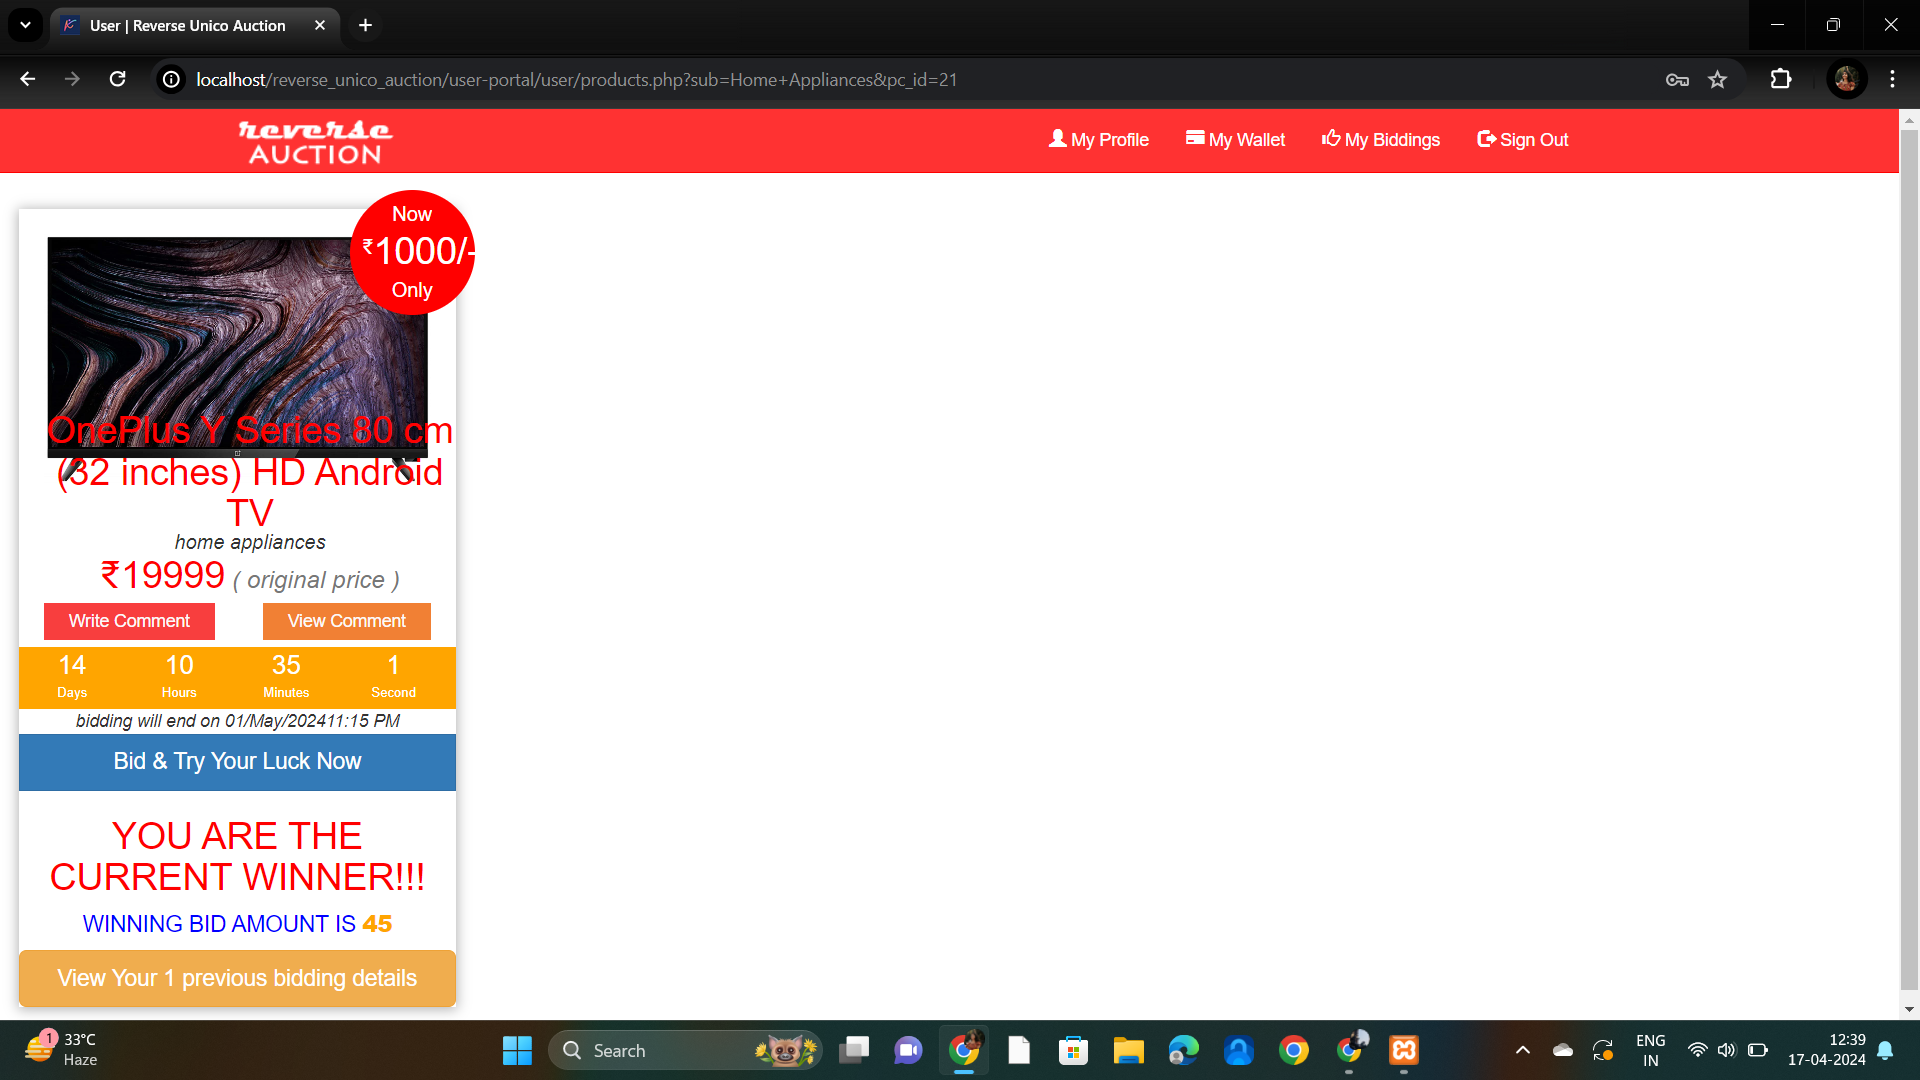 User | Reverse Unico Auction
localhost/reverse_unico_auction/user-portal/user/products.php?sub=Home+Appliances&pc_id=21
reverse
AUCTION
My Profile
My Wallet
My Biddings
Sign Out
Now
₹1000/-
Only
OnePlus Y Series 80 cm
(32 inches) HD Android
TV
home appliances
₹19999 ( original price )
Write Comment
View Comment
14 10 35 1
Days Hours Minutes Second
bidding will end on 01/May/202411:15 PM
Bid & Try Your Luck Now
YOU ARE THE
CURRENT WINNER!!!
WINNING BID AMOUNT IS 45
View Your 1 previous bidding details
1
33°C
Haze
Search
ENG
IN
12:39
17-04-2024